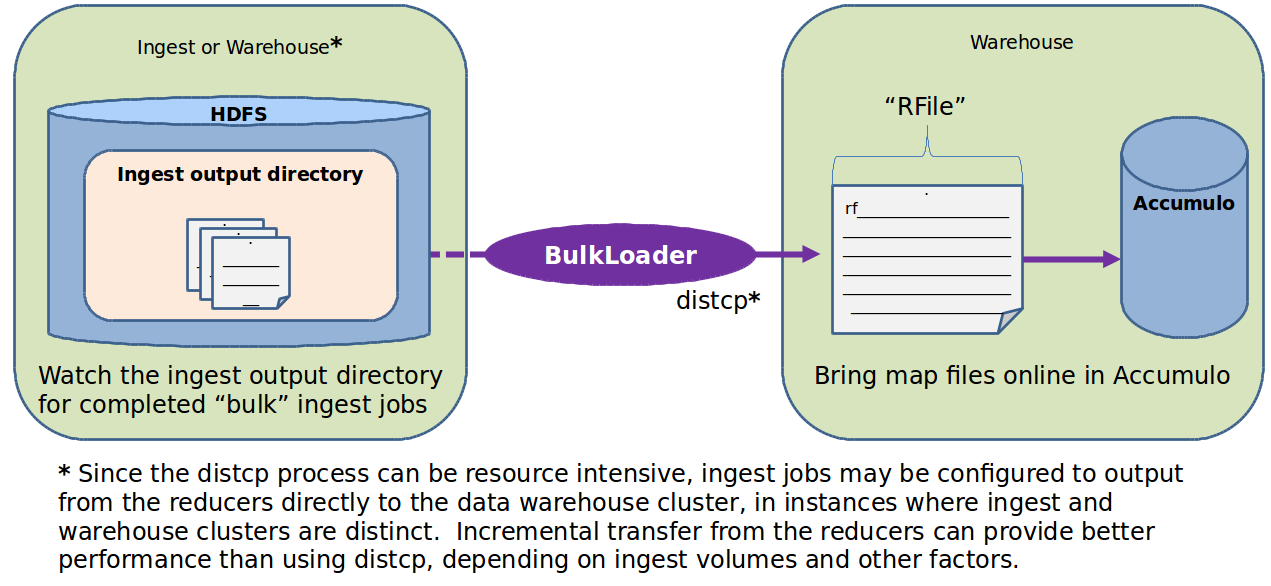 Ingest or Warehouse*
HDFS
Ingest output directory
Watch the ingest output directory
for completed “bulk” ingest jobs
BulkLoader
distcp*
Warehouse
“RFile”
rf
Accumulo
Bring map files online in Accumulo
* Since the distcp process can be resource intensive, ingest jobs may be configured to output
from the reducers directly to the data warehouse cluster, in instances where ingest and
warehouse clusters are distinct.  Incremental transfer from the reducers can provide better
performance than using distcp, depending on ingest volumes and other factors.